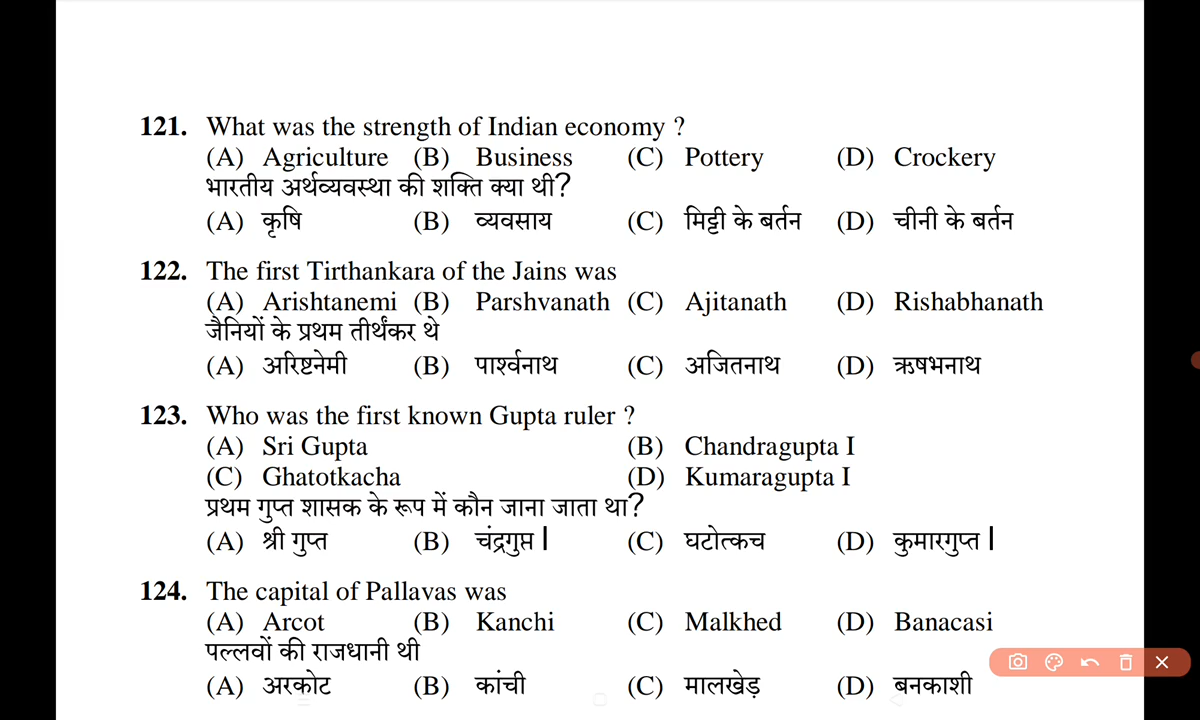 121. What was the strength of Indian economy ?
(A) Agriculture (B) Business (C) Pottery (D) Crockery
भारतीय अर्थव्यवस्था की शक्ति क्या थी?
(A) कृषि (B) व्यवसाय (C) मिट्टी के बर्तन (D) चीनी के बर्तन
122. The first Tirthankara of the Jains was
(A) Arishtanemi (B) Parshvanath (C) Ajitanath (D) Rishabhanath
जैनियों के प्रथम तीर्थंकर थे
(A) अरिष्टनेमी (B) पार्श्वनाथ (C) अजितनाथ (D) ऋषभनाथ
123. Who was the first known Gupta ruler ?
(A) Sri Gupta (B) Chandragupta I
(C) Ghatotkacha (D) Kumaragupta I
प्रथम गुप्त शासक के रूप में कौन जाना जाता था?
(A) श्री गुप्त (B) चंद्रगुप्त I (C) घटोत्कच (D) कुमारगुप्त I
124. The capital of Pallavas was
(A) Arcot (B) Kanchi (C) Malkhed (D) Banacasi
पल्लवों की राजधानी थी
(A) अरकोट (B) कांची (C) मालखेड़ (D) बनकाशी